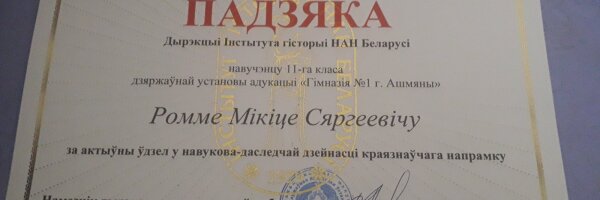 ПАДЗЯКА
Дырэкцыі Інстытута гісторыі НАН Беларусі
навучэнцу 11-га класа
дзяржаўнай установы адукацыі «Гімназія №1 г. Ашмяны»
Ромме Мікіце Сяргеевічу
за актыўны ўдзел у навукова-даследчай дзейнасці краязнаўчага напрамку